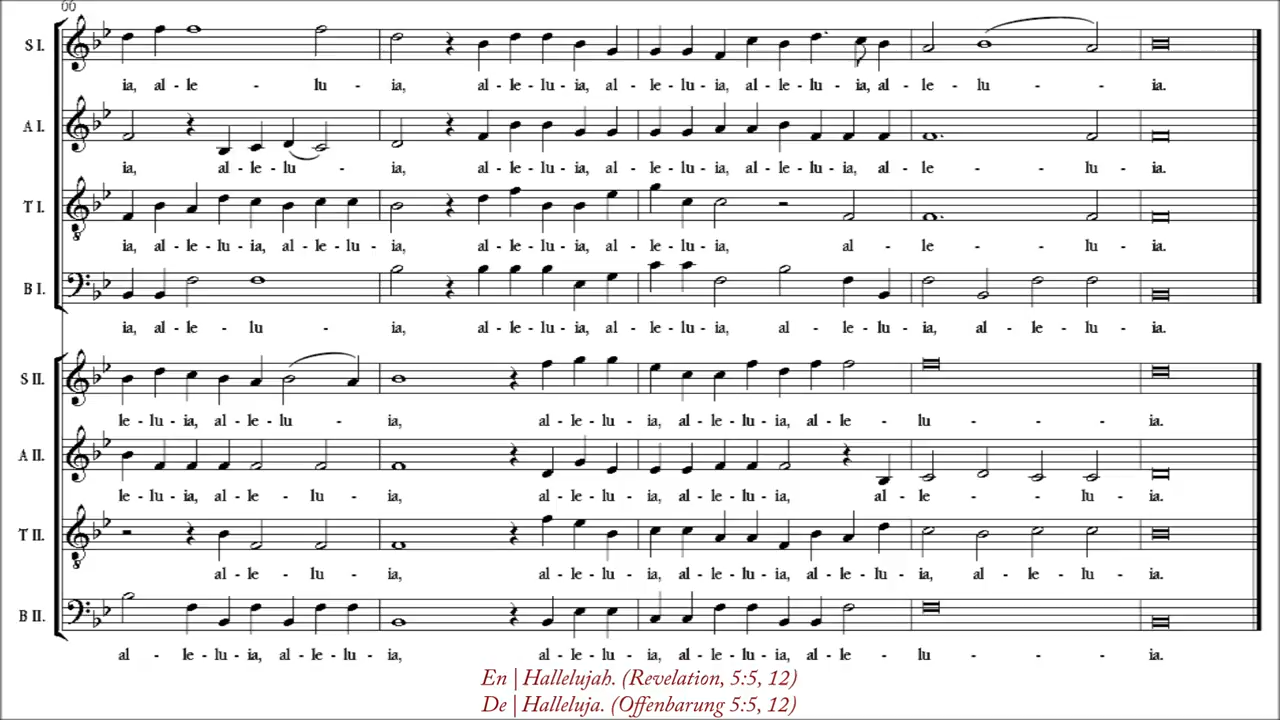 66
S I.
ia, al - le - lu - ia, al - le - lu - ia, al - le - lu - ia, al - le - lu - ia, al - le - lu - ia.
A I.
ia, al - le - lu - ia, al - le - lu - ia, al - le - lu - ia, al - le - lu - ia, al - le - lu - ia.
T I.
ia, al - le - lu - ia, al - le - lu - ia, al - le - lu - ia, al - le - lu - ia, al - le - lu - ia.
B I.
ia, al - le - lu - ia, al - le - lu - ia, al - le - lu - ia, al - le - lu - ia, al - le - lu - ia.
S II.
le - lu - ia, al - le - lu - ia, al - le - lu - ia, al - le - lu - ia, al - le - lu - ia.
A II.
le - lu - ia, al - le - lu - ia, al - le - lu - ia, al - le - lu - ia, al - le - lu - ia.
T II.
al - le - lu - ia, al - le - lu - ia, al - le - lu - ia, al - le - lu - ia, al - le - lu - ia.
B II.
al - le - lu - ia, al - le - lu - ia, al - le - lu - ia, al - le - lu - ia, al - le - lu - ia.
En | Hallelujah. (Revelation, 5:5, 12)
De | Halleluja. (Offenbarung 5:5, 12)